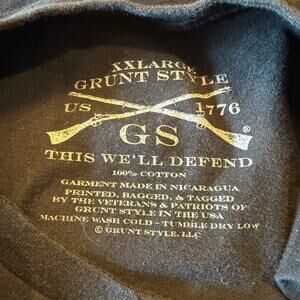 XXLARGE
GRUNT STYLE
US 1776
GS ®
THIS WE'LL DEFEND
100% COTTON
GARMENT MADE IN NICARAGUA
PRINTED, BAGGED, & TAGGED
BY THE VETERANS & PATRIOTS OF
GRUNT STYLE IN THE USA
MACHINE WASH COLD - TUMBLE DRY LOW
© GRUNT STYLE, LLC